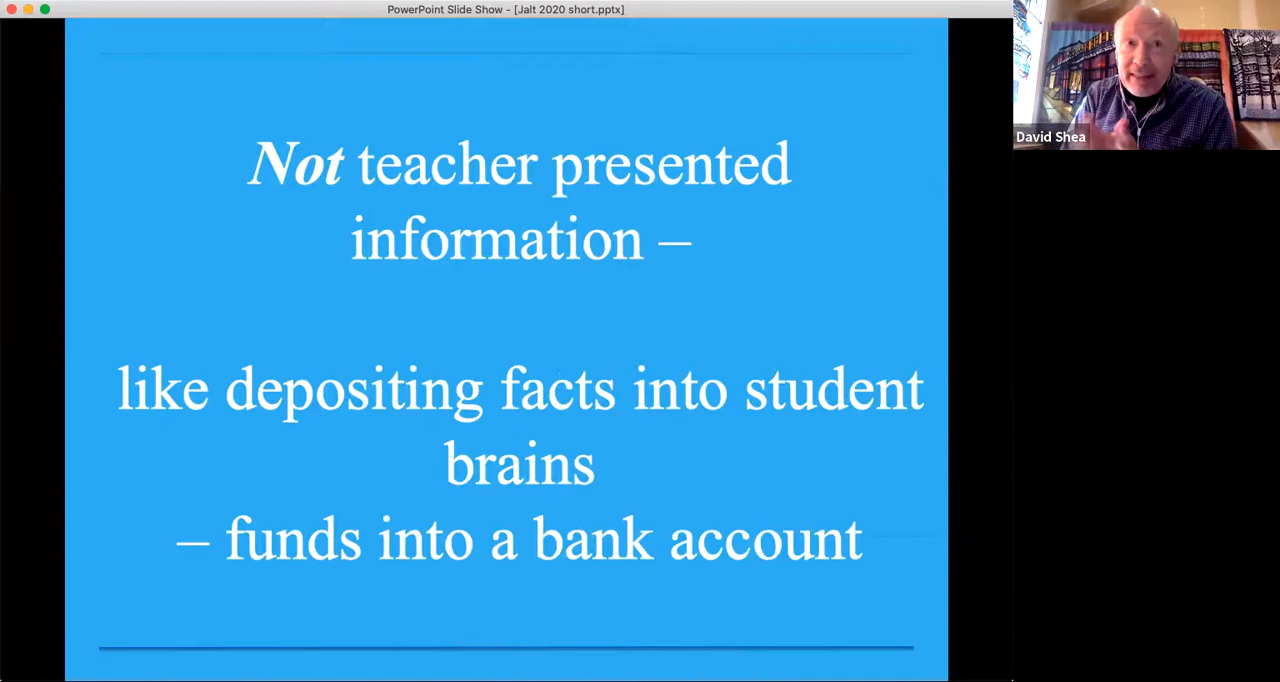 PowerPoint Slide Show - [Jalt 2020 short.pptx]
David Shea
Not teacher presented
information –
like depositing facts into student
brains
– funds into a bank account